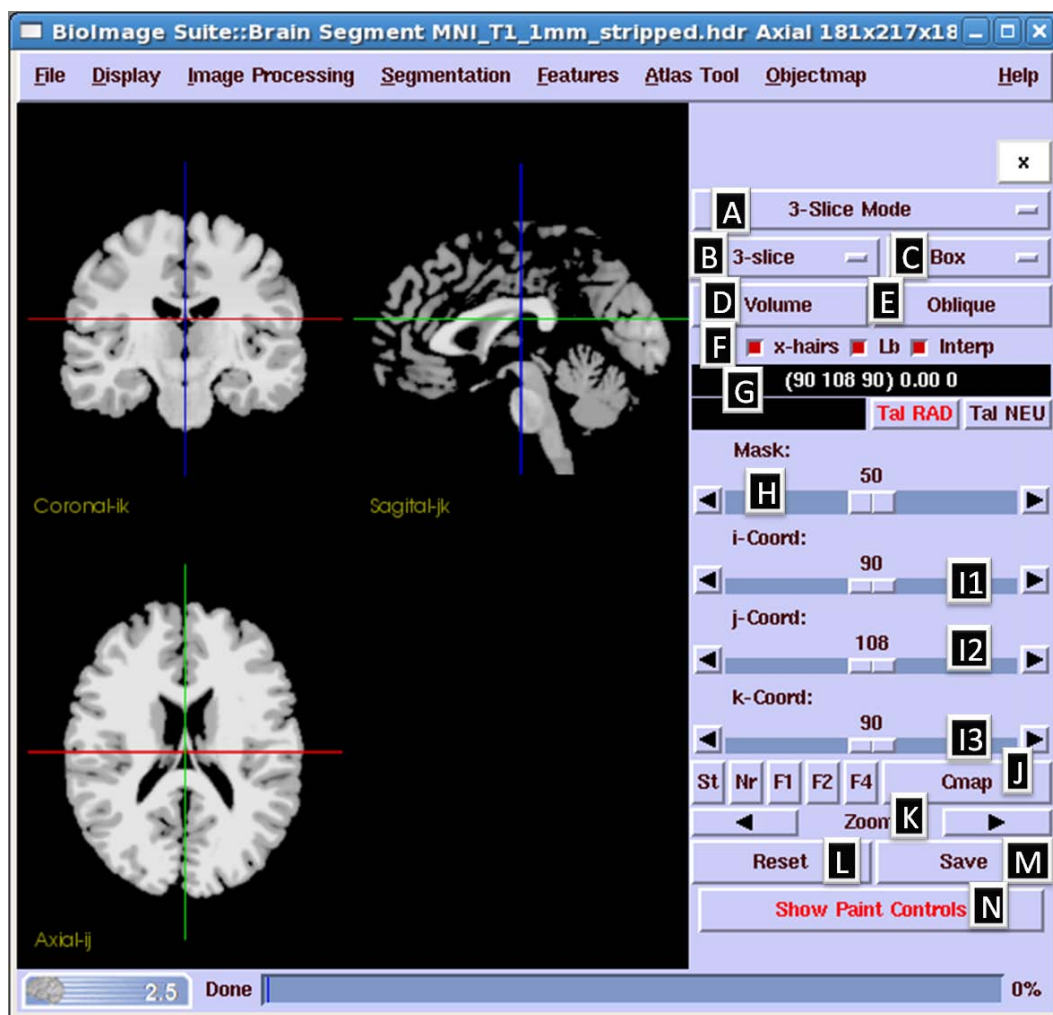 BioImage Suite::Brain Segment MNI_T1_1mm_stripped.hdr Axial 181x217x18
File Display Image Processing Segmentation Features Atlas Tool Objectmap Help
x
A 3-Slice Mode
B 3-slice C Box
D Volume E Oblique
F x-hairs Lb Interp
G (90 108 90) 0.00 0
Tal RAD Tal NEU
Mask:
H 50
i-Coord:
90 I1
j-Coord:
108 I2
k-Coord:
90 I3
St Nr F1 F2 F4 Cmap J
Zoom K
Reset L Save M
Show Paint Controls N
Coronal-ik
Sagital-jk
Axial-ij
2.5 Done 0%